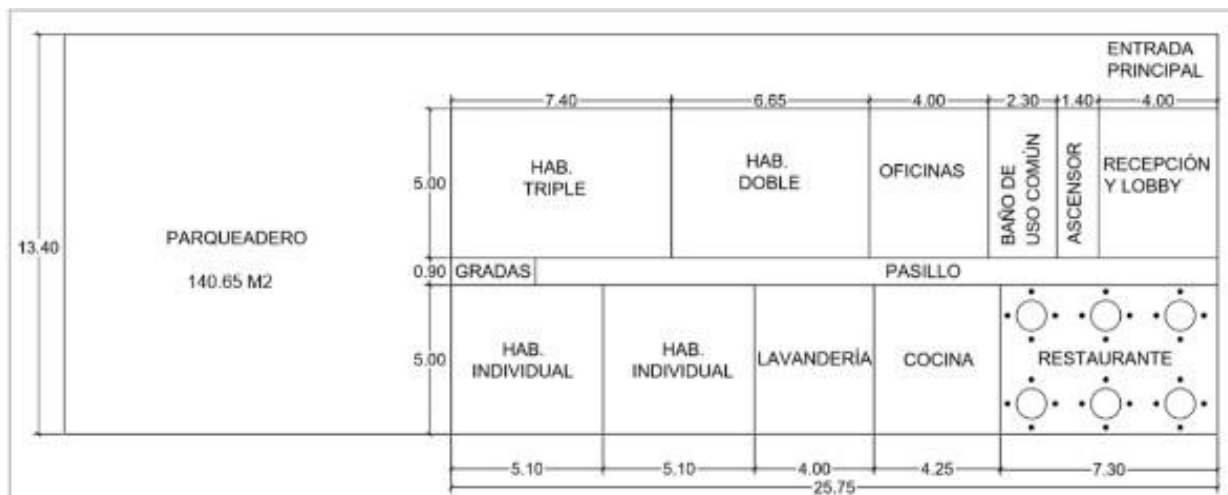 ENTRADA
PRINCIPAL
7.40
6.65
4.00
2.30
1.40
4.00
HAB.
TRIPLE
HAB.
DOBLE
OFICINAS
BAÑO DE
USO COMÚN
ASCENSOR
RECEPCIÓN
Y LOBBY
5.00
13.40
PARQUEADERO
140.65 M2
0.90
GRADAS
PASILLO
5.00
HAB.
INDIVIDUAL
HAB.
INDIVIDUAL
LAVANDERÍA
COCINA
RESTAURANTE
5.10
5.10
4.00
4.25
7.30
25.75